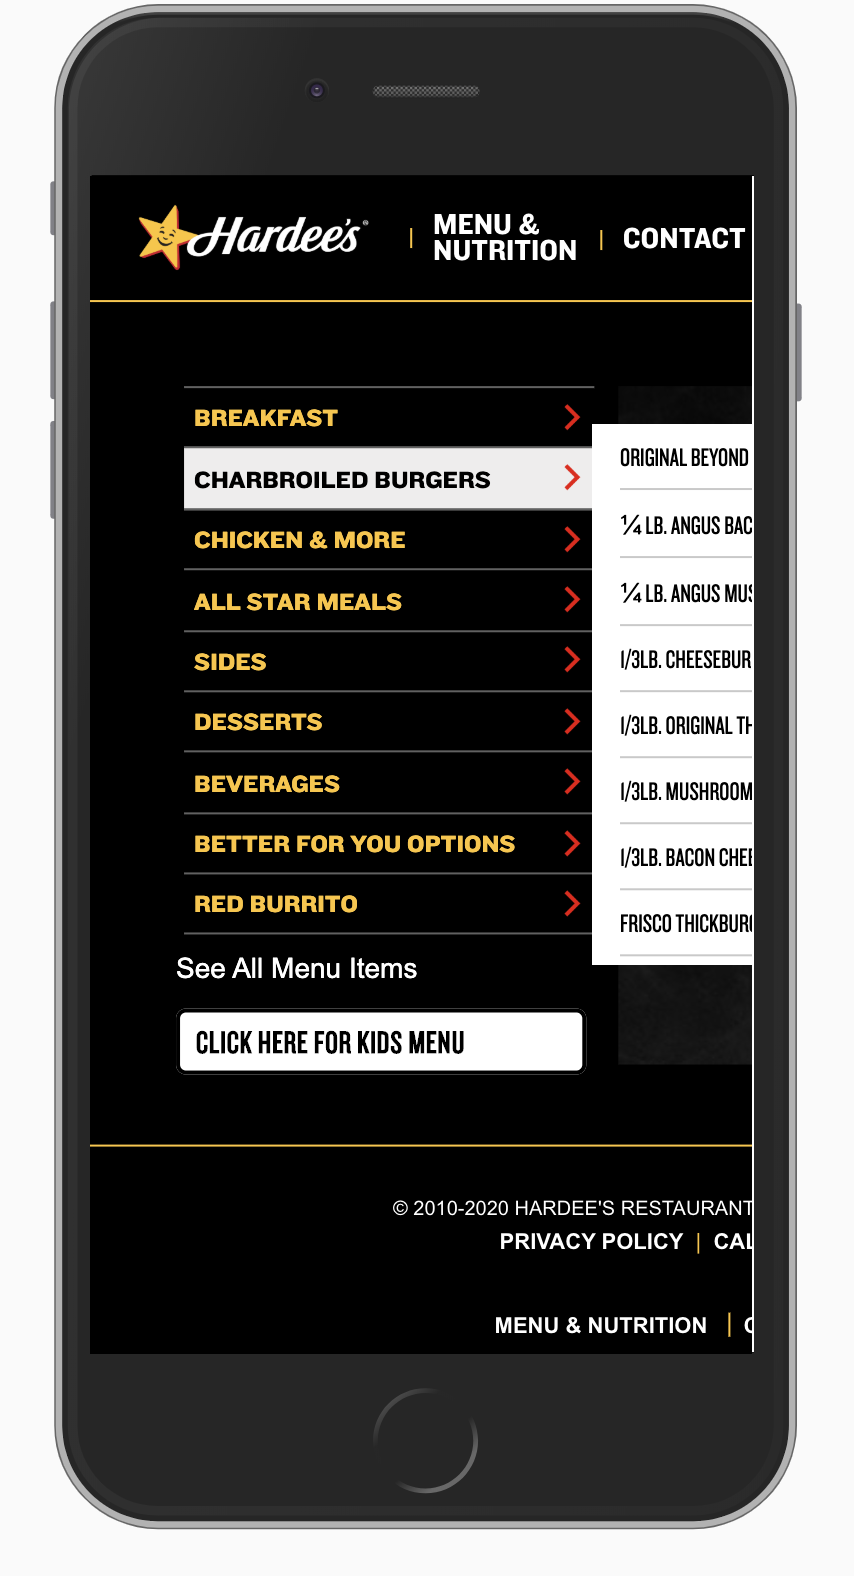 Hardee's
MENU &
NUTRITION
CONTACT
BREAKFAST
CHARBROILED BURGERS
CHICKEN & MORE
ALL STAR MEALS
SIDES
DESSERTS
BEVERAGES
BETTER FOR YOU OPTIONS
RED BURRITO
See All Menu Items
CLICK HERE FOR KIDS MENU
ORIGINAL BEYOND
¼ LB. ANGUS BAC
¼ LB. ANGUS MUS
1/3LB. CHEESEBUR
1/3LB. ORIGINAL TH
1/3LB. MUSHROOM
1/3LB. BACON CHEE
FRISCO THICKBURG
© 2010-2020 HARDEE'S RESTAURANT
PRIVACY POLICY | CAL
MENU & NUTRITION |